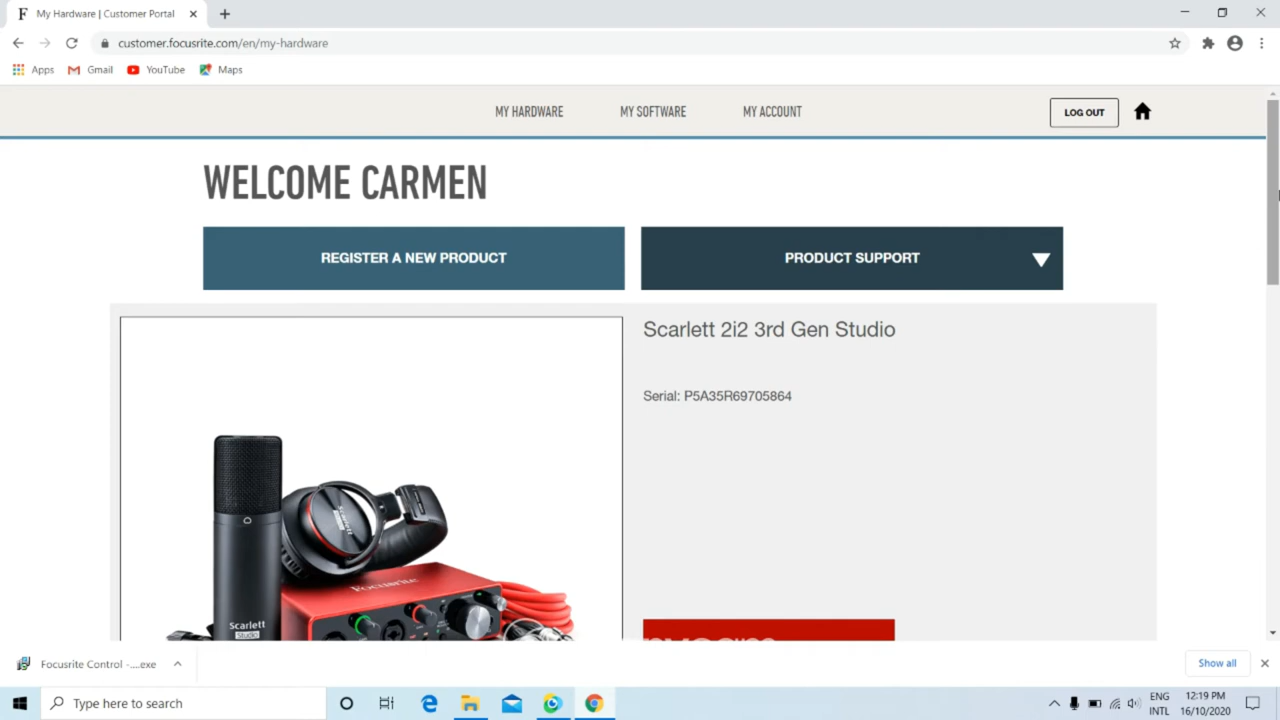 My Hardware | Customer Portal
customer.focusrite.com/en/my-hardware
Apps Gmail YouTube Maps
MY HARDWARE MY SOFTWARE MY ACCOUNT LOG OUT
WELCOME CARMEN
REGISTER A NEW PRODUCT PRODUCT SUPPORT
Scarlett 2i2 3rd Gen Studio
Serial: P5A35R69705864
Scarlett
Focusrite
Scarlett
Studio
Focusrite Control -....exe Show all
Type here to search
ENG 12:19 PM
INTL 16/10/2020